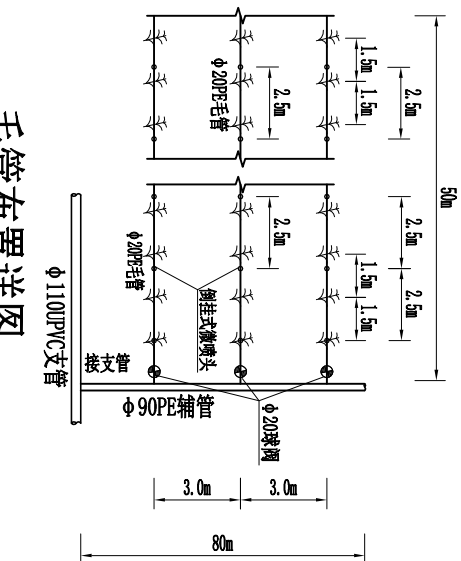 50m
2.5m
2.5m
2.5m
1.5m
1.5m
1.5m
1.5m
2.5m
2.5m
φ20PE毛管
φ20PE毛管
倒挂式微喷头
φ20球阀
接支管
φ90PE辅管
φ110UPVC支管
3.0m
3.0m
80m
毛管布置详图